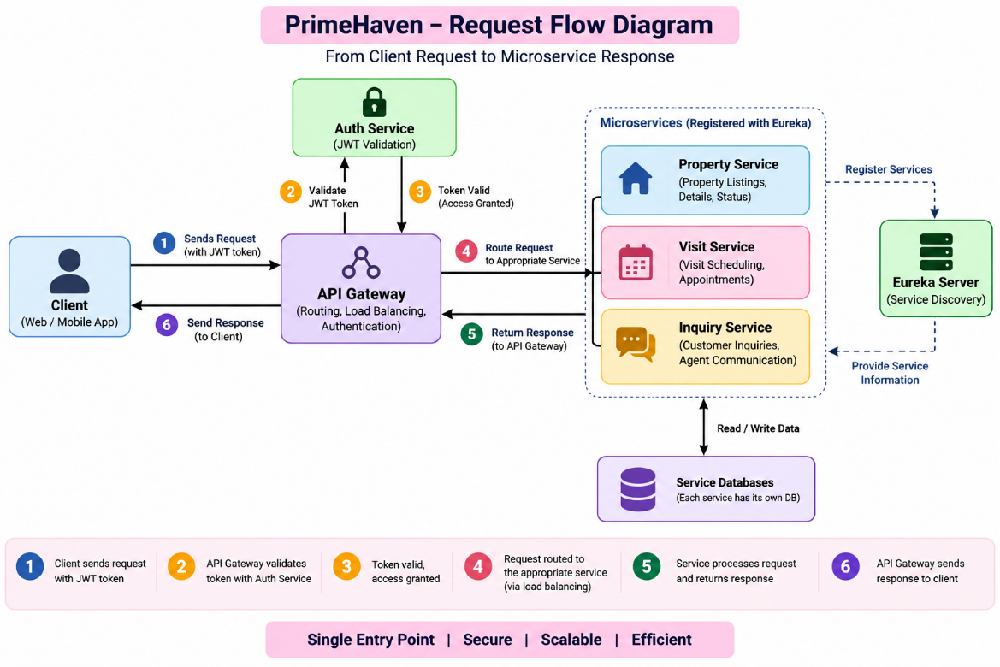 PrimeHaven – Request Flow Diagram
From Client Request to Microservice Response
Auth Service
(JWT Validation)
2
Validate
JWT Token
3
Token Valid
(Access Granted)
Client
(Web / Mobile App)
1
Sends Request
(with JWT token)
6
Send Response
(to Client)
API Gateway
(Routing, Load Balancing,
Authentication)
4
Route Request
to Appropriate Service
5
Return Response
(to API Gateway)
Microservices (Registered with Eureka)
Property Service
(Property Listings,
Details, Status)
Visit Service
(Visit Scheduling,
Appointments)
Inquiry Service
(Customer Inquiries,
Agent Communication)
Register Services
Eureka Server
(Service Discovery)
Provide Service
Information
Read / Write Data
Service Databases
(Each service has its own DB)
1
Client sends request
with JWT token
2
API Gateway validates
token with Auth Service
3
Token valid,
access granted
4
Request routed to
the appropriate service
(via load balancing)
5
Service processes request
and returns response
6
API Gateway sends
response to client
Single Entry Point | Secure | Scalable | Efficient